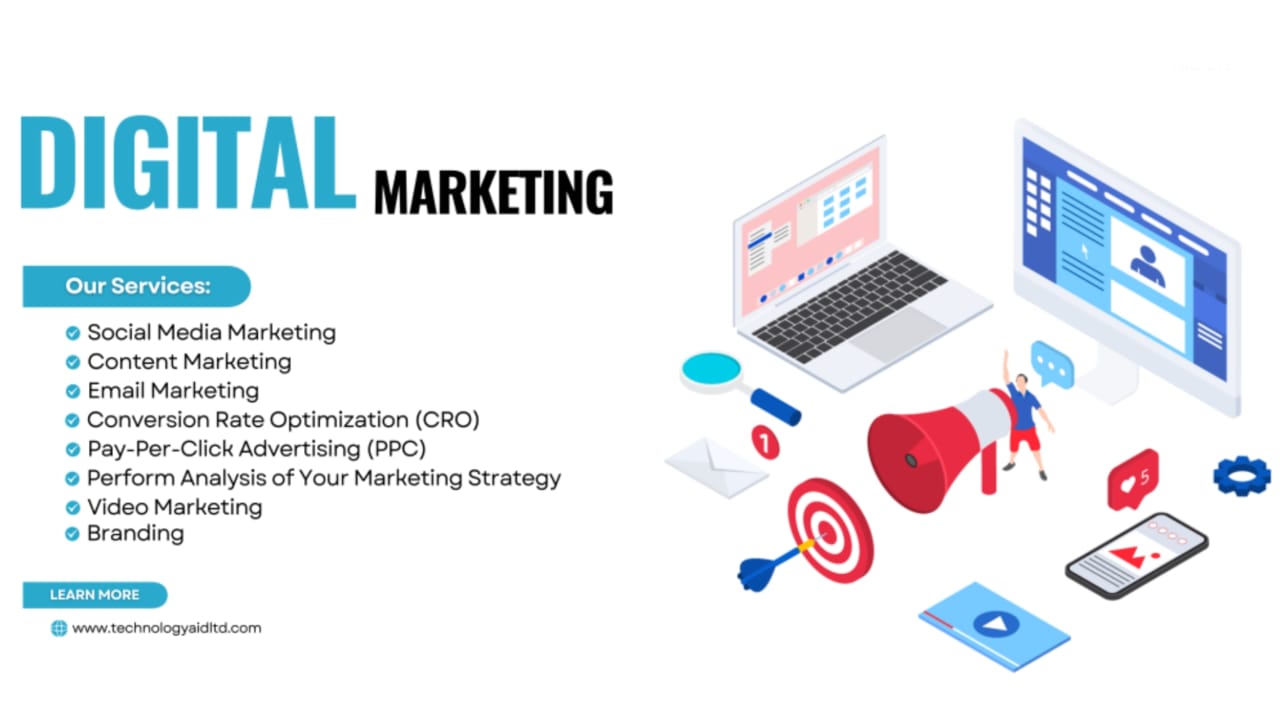 DIGITAL MARKETING
Our Services:
Social Media Marketing
Content Marketing
Email Marketing
Conversion Rate Optimization (CRO)
Pay-Per-Click Advertising (PPC)
Perform Analysis of Your Marketing Strategy
Video Marketing
Branding
LEARN MORE
www.technologyaidltd.com
1
5